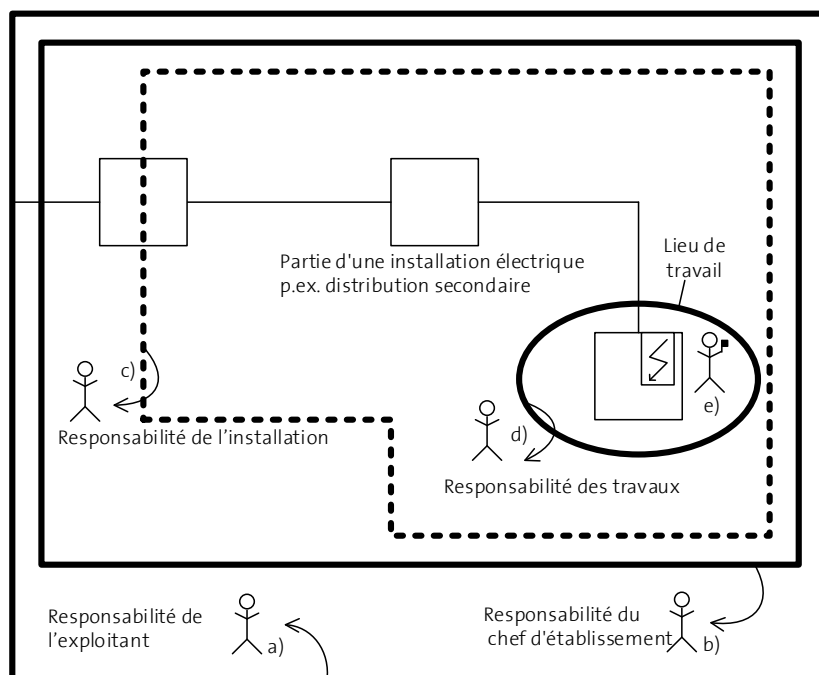 Partie d'une installation électrique
p.ex. distribution secondaire
Lieu de
travail
c)
Responsabilité de l'installation
d)
e)
Responsabilité des travaux
Responsabilité de
l'exploitant
a)
Responsabilité du
chef d'établissement
b)